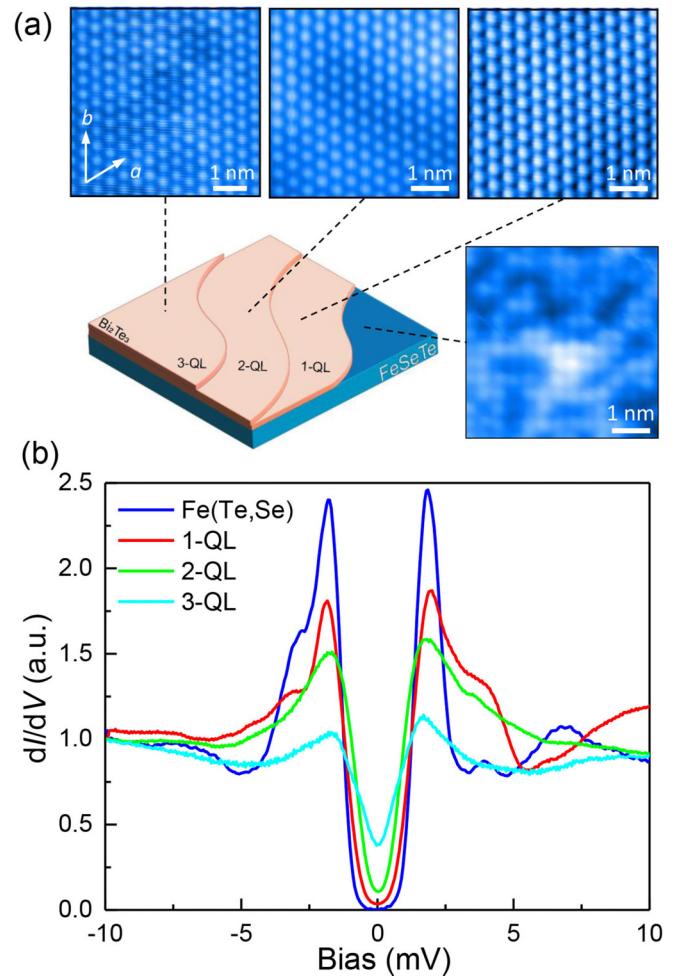 (a)
b
a
1 nm
1 nm
1 nm
Bi₂Te₃
3-QL
2-QL
1-QL
FeSeTe
1 nm
(b)
Fe(Te,Se)
1-QL
2-QL
3-QL
dI/dV (a.u.)
2.5
2.0
1.5
1.0
0.5
0.0
-10 -5 0 5 10
Bias (mV)